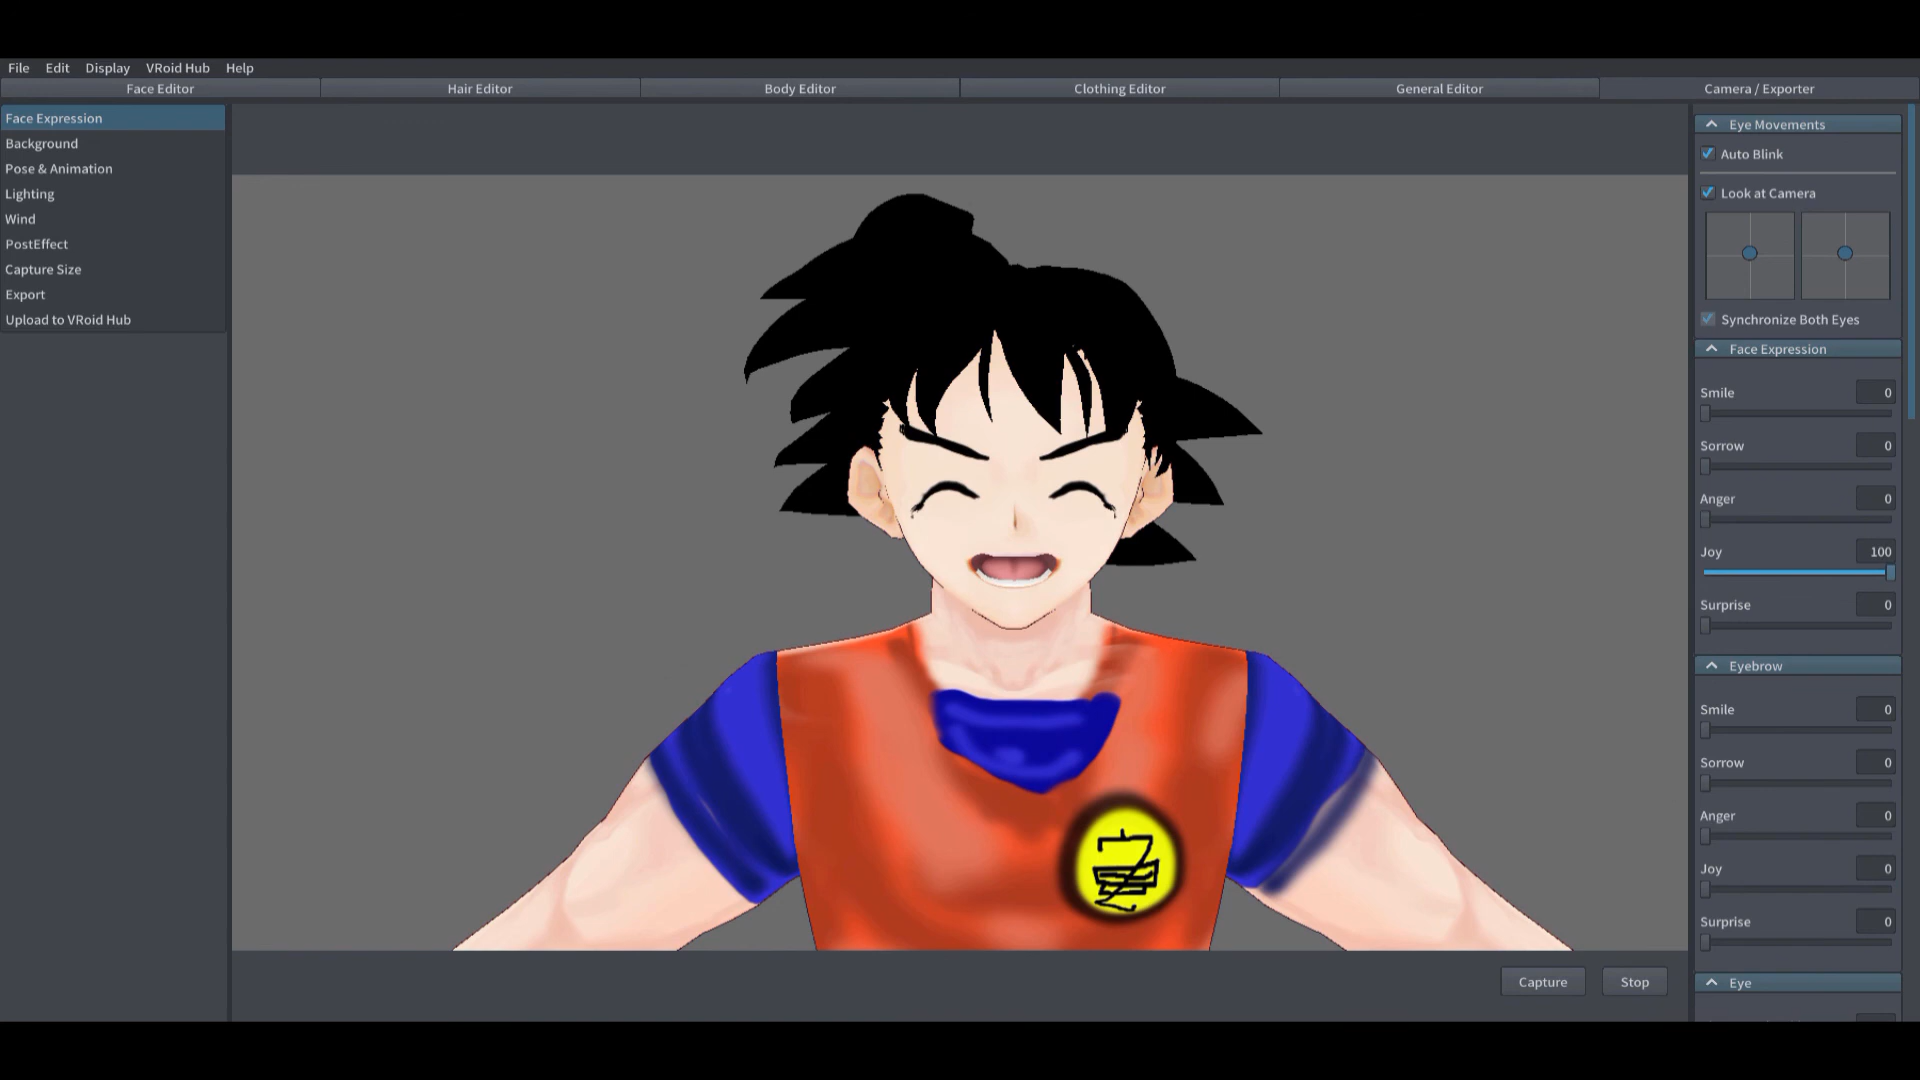 File Edit Display VRoid Hub Help
Face Editor Hair Editor Body Editor Clothing Editor General Editor Camera / Exporter
Face Expression
Background
Pose & Animation
Lighting
Wind
PostEffect
Capture Size
Export
Upload to VRoid Hub
Eye Movements
Auto Blink
Look at Camera
Synchronize Both Eyes
Face Expression
Smile 0
Sorrow 0
Anger 0
Joy 100
Surprise 0
Eyebrow
Smile 0
Sorrow 0
Anger 0
Joy 0
Surprise 0
Eye
Capture Stop